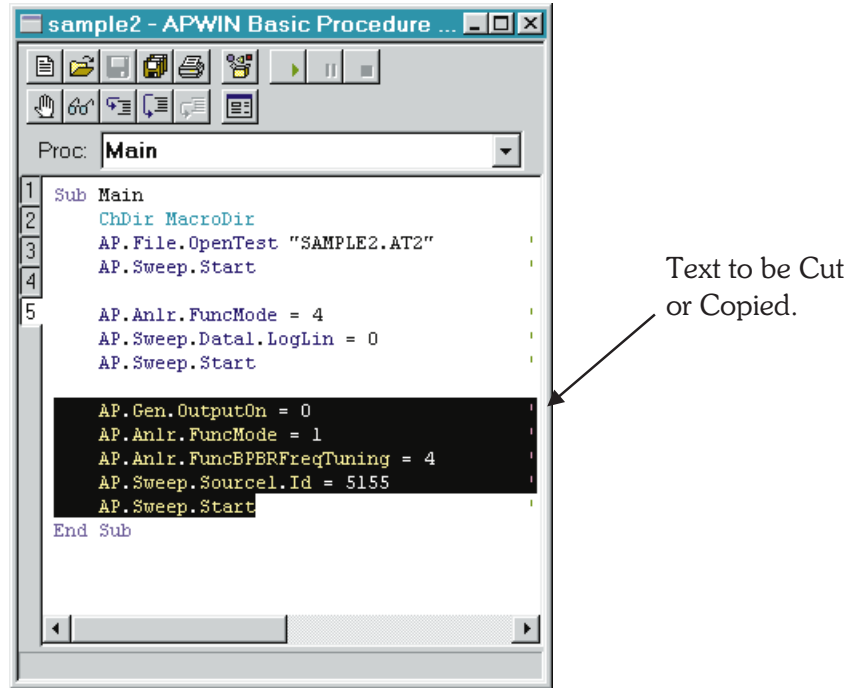 sample2 - APWIN Basic Procedure ...
Proc: Main
1
2
3
4
5
Sub Main
ChDir MacroDir
AP.File.OpenTest "SAMPLE2.AT2" '
AP.Sweep.Start '
AP.Anlr.FuncMode = 4 '
AP.Sweep.Data1.LogLin = 0 '
AP.Sweep.Start '
AP.Gen.OutputOn = 0 '
AP.Anlr.FuncMode = 1 '
AP.Anlr.FuncBPBRFreqTuning = 4 '
AP.Sweep.Source1.Id = 5155 '
AP.Sweep.Start '
End Sub
Text to be Cut
or Copied.